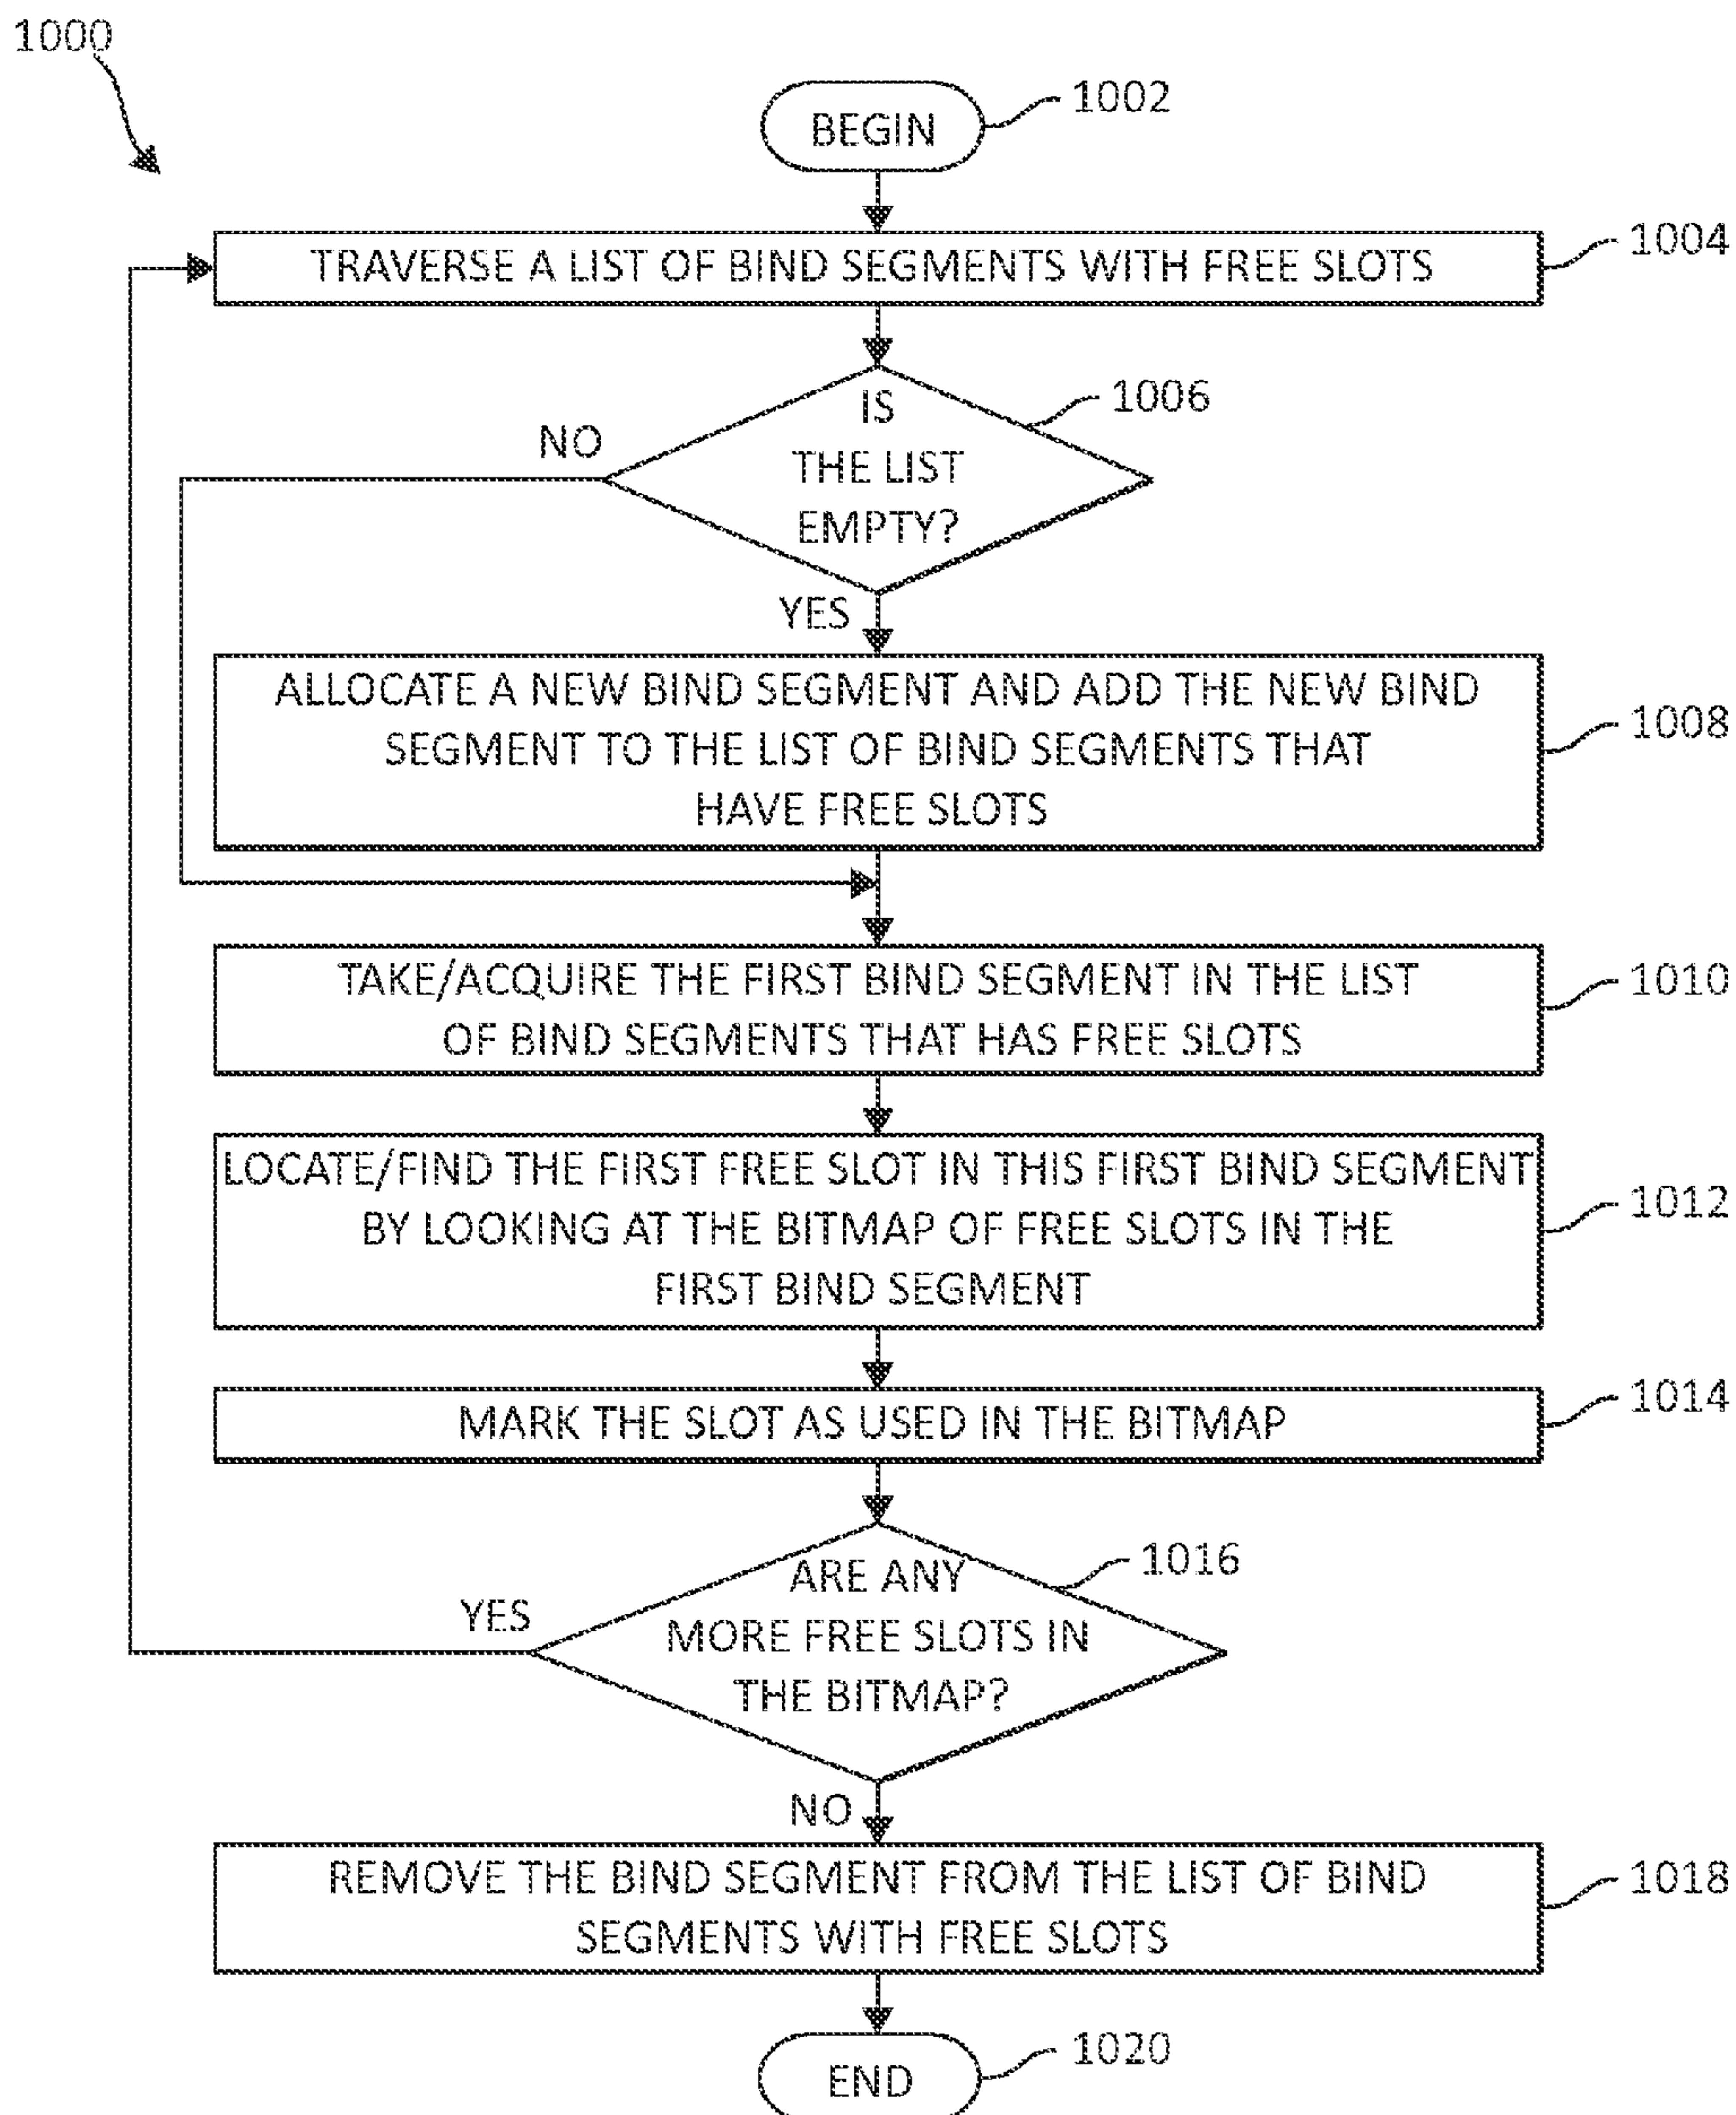 1000
BEGIN
1002
TRAVERSE A LIST OF BIND SEGMENTS WITH FREE SLOTS
1004
IS
THE LIST
EMPTY?
1006
NO
YES
ALLOCATE A NEW BIND SEGMENT AND ADD THE NEW BIND
SEGMENT TO THE LIST OF BIND SEGMENTS THAT
HAVE FREE SLOTS
1008
TAKE/ACQUIRE THE FIRST BIND SEGMENT IN THE LIST
OF BIND SEGMENTS THAT HAS FREE SLOTS
1010
LOCATE/FIND THE FIRST FREE SLOT IN THIS FIRST BIND SEGMENT
BY LOOKING AT THE BITMAP OF FREE SLOTS IN THE
FIRST BIND SEGMENT
1012
MARK THE SLOT AS USED IN THE BITMAP
1014
ARE ANY
MORE FREE SLOTS IN
THE BITMAP?
1016
YES
NO
REMOVE THE BIND SEGMENT FROM THE LIST OF BIND
SEGMENTS WITH FREE SLOTS
1018
END
1020